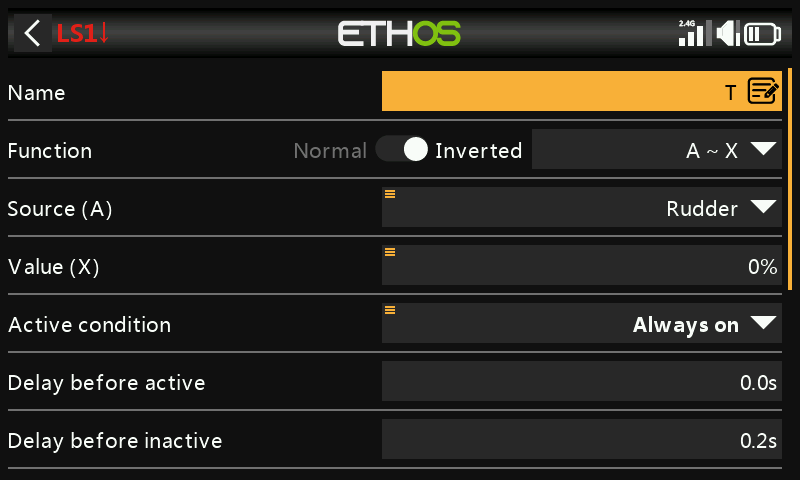 LS1↓ ETHOS 2.4G
Name T
Function Normal Inverted A ~ X
Source (A) Rudder
Value (X) 0%
Active condition Always on
Delay before active 0.0s
Delay before inactive 0.2s